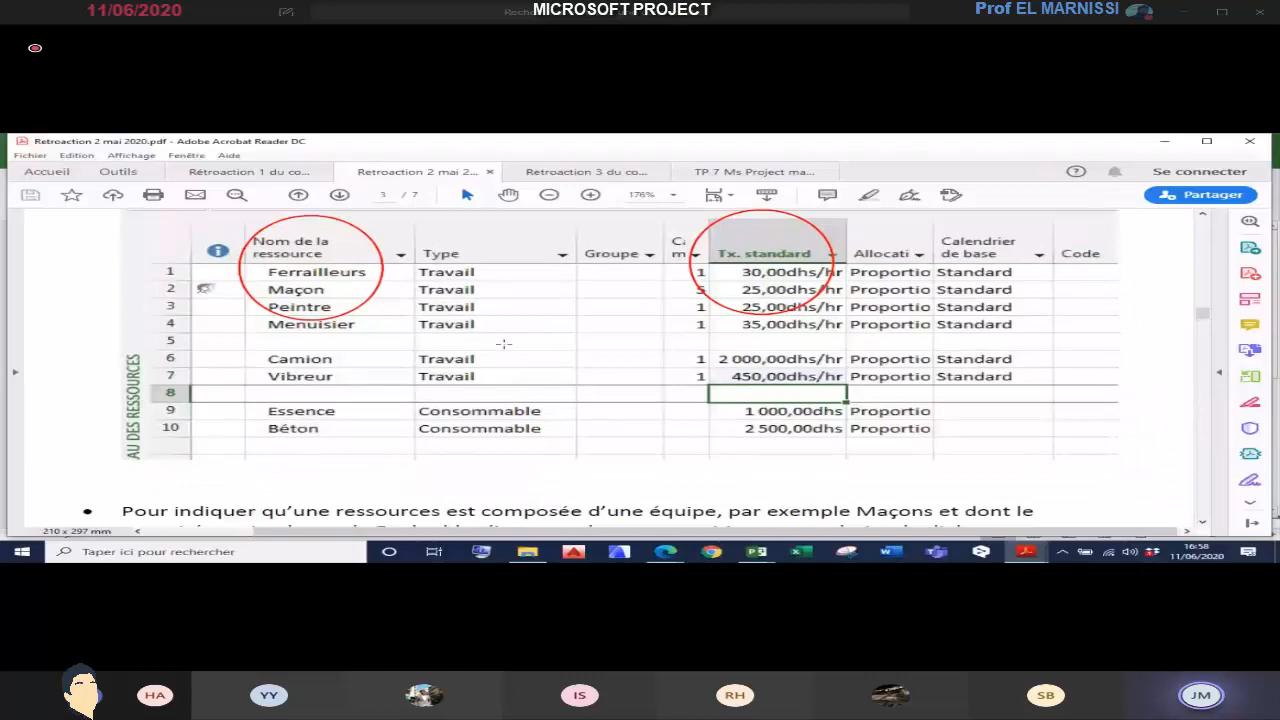 11/06/2020
MICROSOFT PROJECT
Prof EL MARNISSI
Retroaction 2 mai 2020.pdf - Adobe Acrobat Reader DC
Fichier Edition Affichage Fenêtre Aide
Accueil Outils Rétroaction 1 du co... Retroaction 2 mai 2... × Retroaction 3 du co... TP 7 Ms Project ma... Se connecter
3 / 7 176% Partager
Nom de la ressource Type Groupe Tx. standard Allocati Calendrier de base Code
1 Ferrailleurs Travail 1 30,00dhs/hr Proportio Standard
2 Maçon Travail 5 25,00dhs/hr Proportio Standard
3 Peintre Travail 1 25,00dhs/hr Proportio Standard
4 Menuisier Travail 1 35,00dhs/hr Proportio Standard
5
6 Camion Travail 1 2 000,00dhs/hr Proportio Standard
7 Vibreur Travail 1 450,00dhs/hr Proportio Standard
8
9 Essence Consommable 1 000,00dhs Proportio
10 Béton Consommable 2 500,00dhs Proportio
AU DES RESSOURCES
• Pour indiquer qu'une ressources est composée d'une équipe, par exemple Maçons et dont le
210 x 297 mm
Taper ici pour rechercher
16:58
11/06/2020
HA YY IS RH SB JM